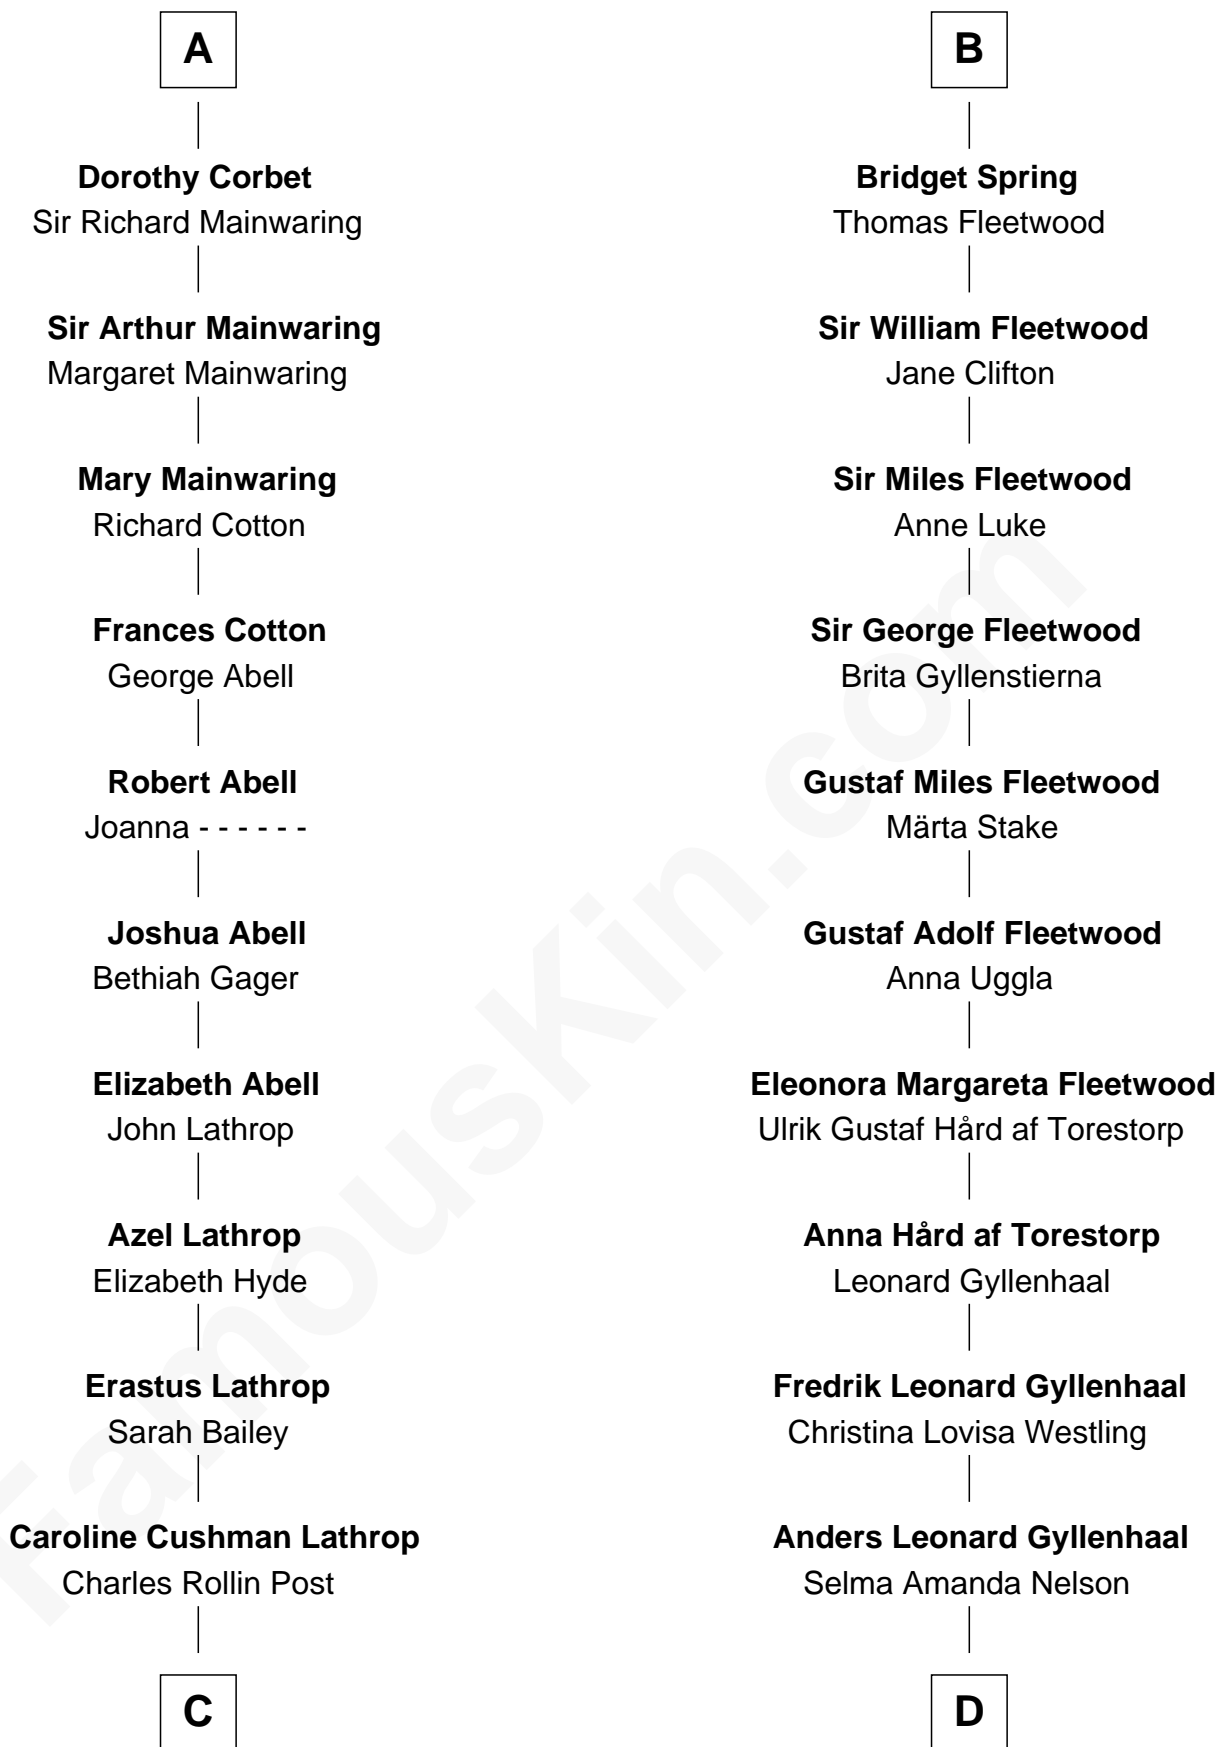 A
Dorothy Corbet
Sir Richard Mainwaring
Sir Arthur Mainwaring
Margaret Mainwaring
Mary Mainwaring
Richard Cotton
Frances Cotton
George Abell
Robert Abell
Joanna - - - - - -
Joshua Abell
Bethiah Gager
Elizabeth Abell
John Lathrop
Azel Lathrop
Elizabeth Hyde
Erastus Lathrop
Sarah Bailey
Caroline Cushman Lathrop
Charles Rollin Post
C
B
Bridget Spring
Thomas Fleetwood
Sir William Fleetwood
Jane Clifton
Sir Miles Fleetwood
Anne Luke
Sir George Fleetwood
Brita Gyllenstierna
Gustaf Miles Fleetwood
Märta Stake
Gustaf Adolf Fleetwood
Anna Uggla
Eleonora Margareta Fleetwood
Ulrik Gustaf Hård af Torestorp
Anna Hård af Torestorp
Leonard Gyllenhaal
Fredrik Leonard Gyllenhaal
Christina Lovisa Westling
Anders Leonard Gyllenhaal
Selma Amanda Nelson
D
FamousKin.com